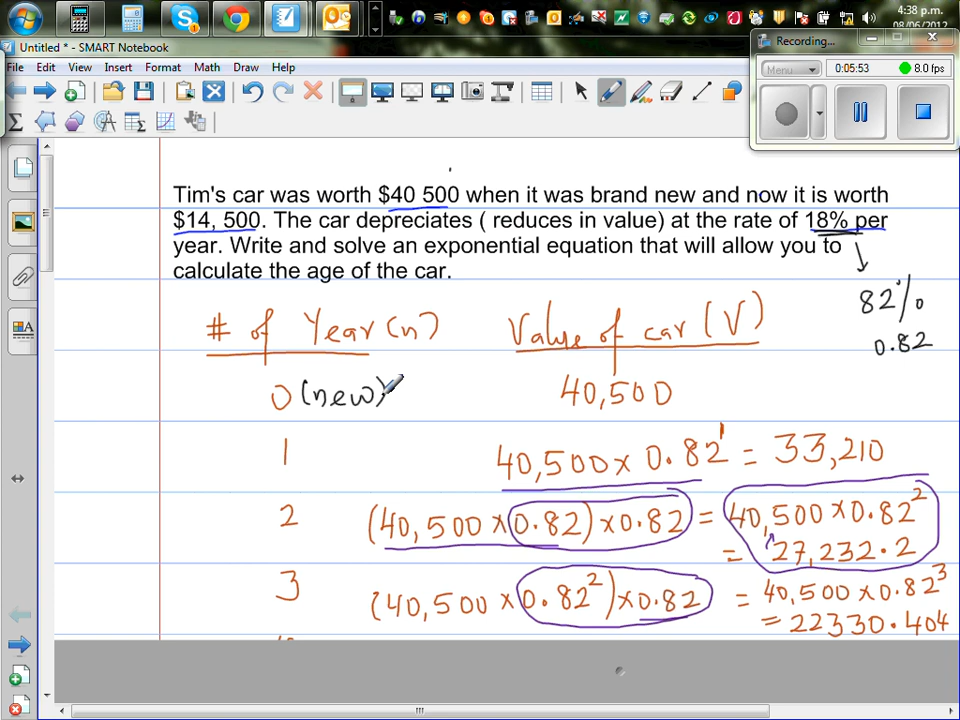 4:38 p.m.
08/06/2012
Untitled * - SMART Notebook
File Edit View Insert Format Math Draw Help
Recording...
Menu
0:05:53 8.0 fps
Tim's car was worth $40 500 when it was brand new and now it is worth
$14, 500. The car depreciates ( reduces in value) at the rate of 18% per
year. Write and solve an exponential equation that will allow you to
calculate the age of the car.
82%
0.82
# of Year (n) Value of car (V)
0 (new) 40,500
1 40,500 x 0.82¹ = 33,210
2 (40,500 x 0.82) x 0.82 = 40,500 x 0.82²
= 27,232.2
3 (40,500 x 0.82²) x 0.82 = 40,500 x 0.82³
= 22330.404